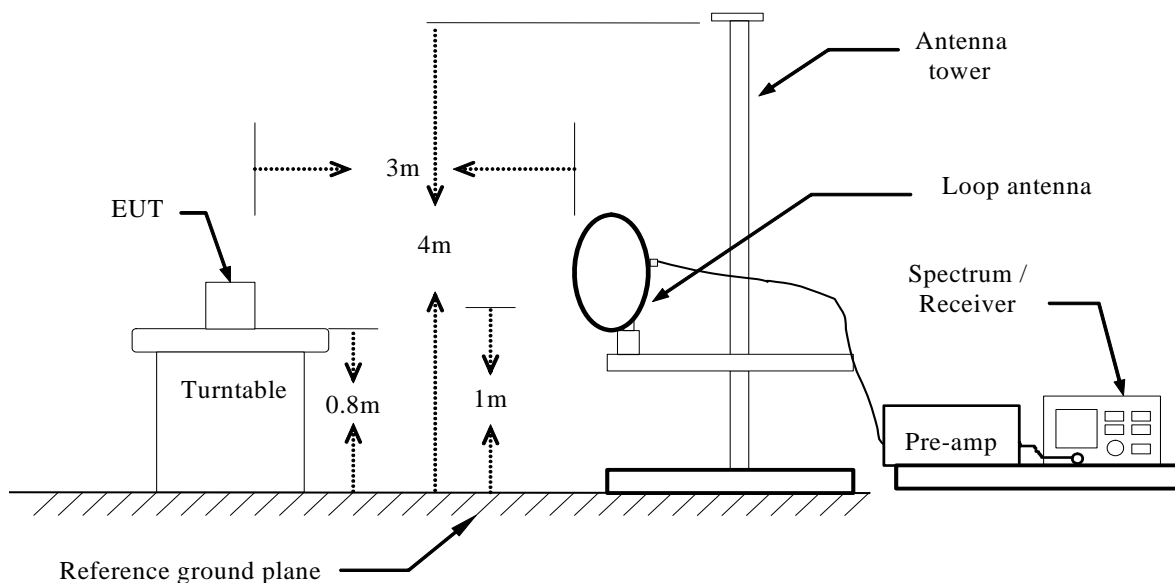 Antenna
tower
3m
Loop antenna
EUT
4m
Spectrum /
Receiver
Turntable
0.8m
1m
Pre-amp
Reference ground plane